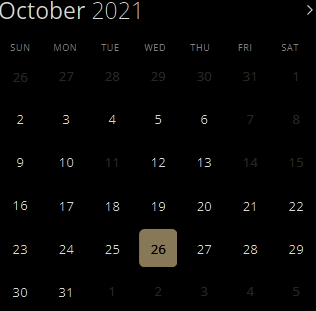 October 2021
SUN MON TUE WED THU FRI SAT
26 27 28 29 30 31 1
2 3 4 5 6 7 8
9 10 11 12 13 14 15
16 17 18 19 20 21 22
23 24 25 26 27 28 29
30 31 1 2 3 4 5